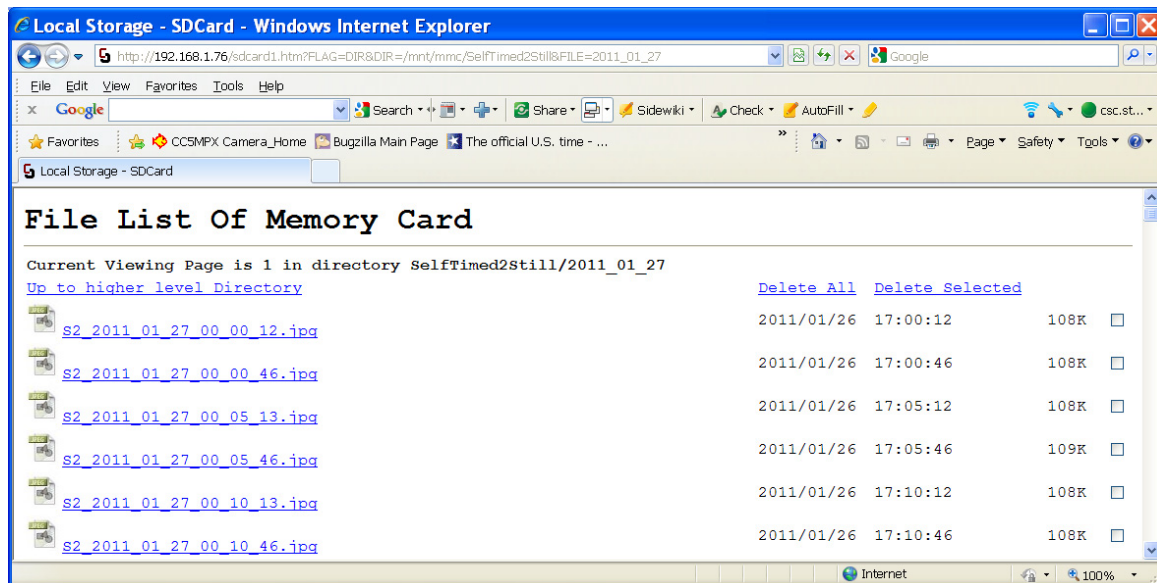 Local Storage - SDCard - Windows Internet Explorer
http://192.168.1.76/sdcard1.htm?FLAG=DIR&DIR=/mnt/mmc/SelfTimed2Still&FILE=2011_01_27 Google
File Edit View Favorites Tools Help
x Google Search Share Sidewiki Check AutoFill csc.st...
Favorites CC5MPX Camera_Home Bugzilla Main Page The official U.S. time - ... » Page Safety Tools
Local Storage - SDCard
File List Of Memory Card
Current Viewing Page is 1 in directory SelfTimed2Still/2011_01_27
Up to higher level Directory Delete All Delete Selected
S2_2011_01_27_00_00_12.jpg 2011/01/26 17:00:12 108K
S2_2011_01_27_00_00_46.jpg 2011/01/26 17:00:46 108K
S2_2011_01_27_00_05_13.jpg 2011/01/26 17:05:12 108K
S2_2011_01_27_00_05_46.jpg 2011/01/26 17:05:46 109K
S2_2011_01_27_00_10_13.jpg 2011/01/26 17:10:12 108K
S2_2011_01_27_00_10_46.jpg 2011/01/26 17:10:46 108K
Internet 100%